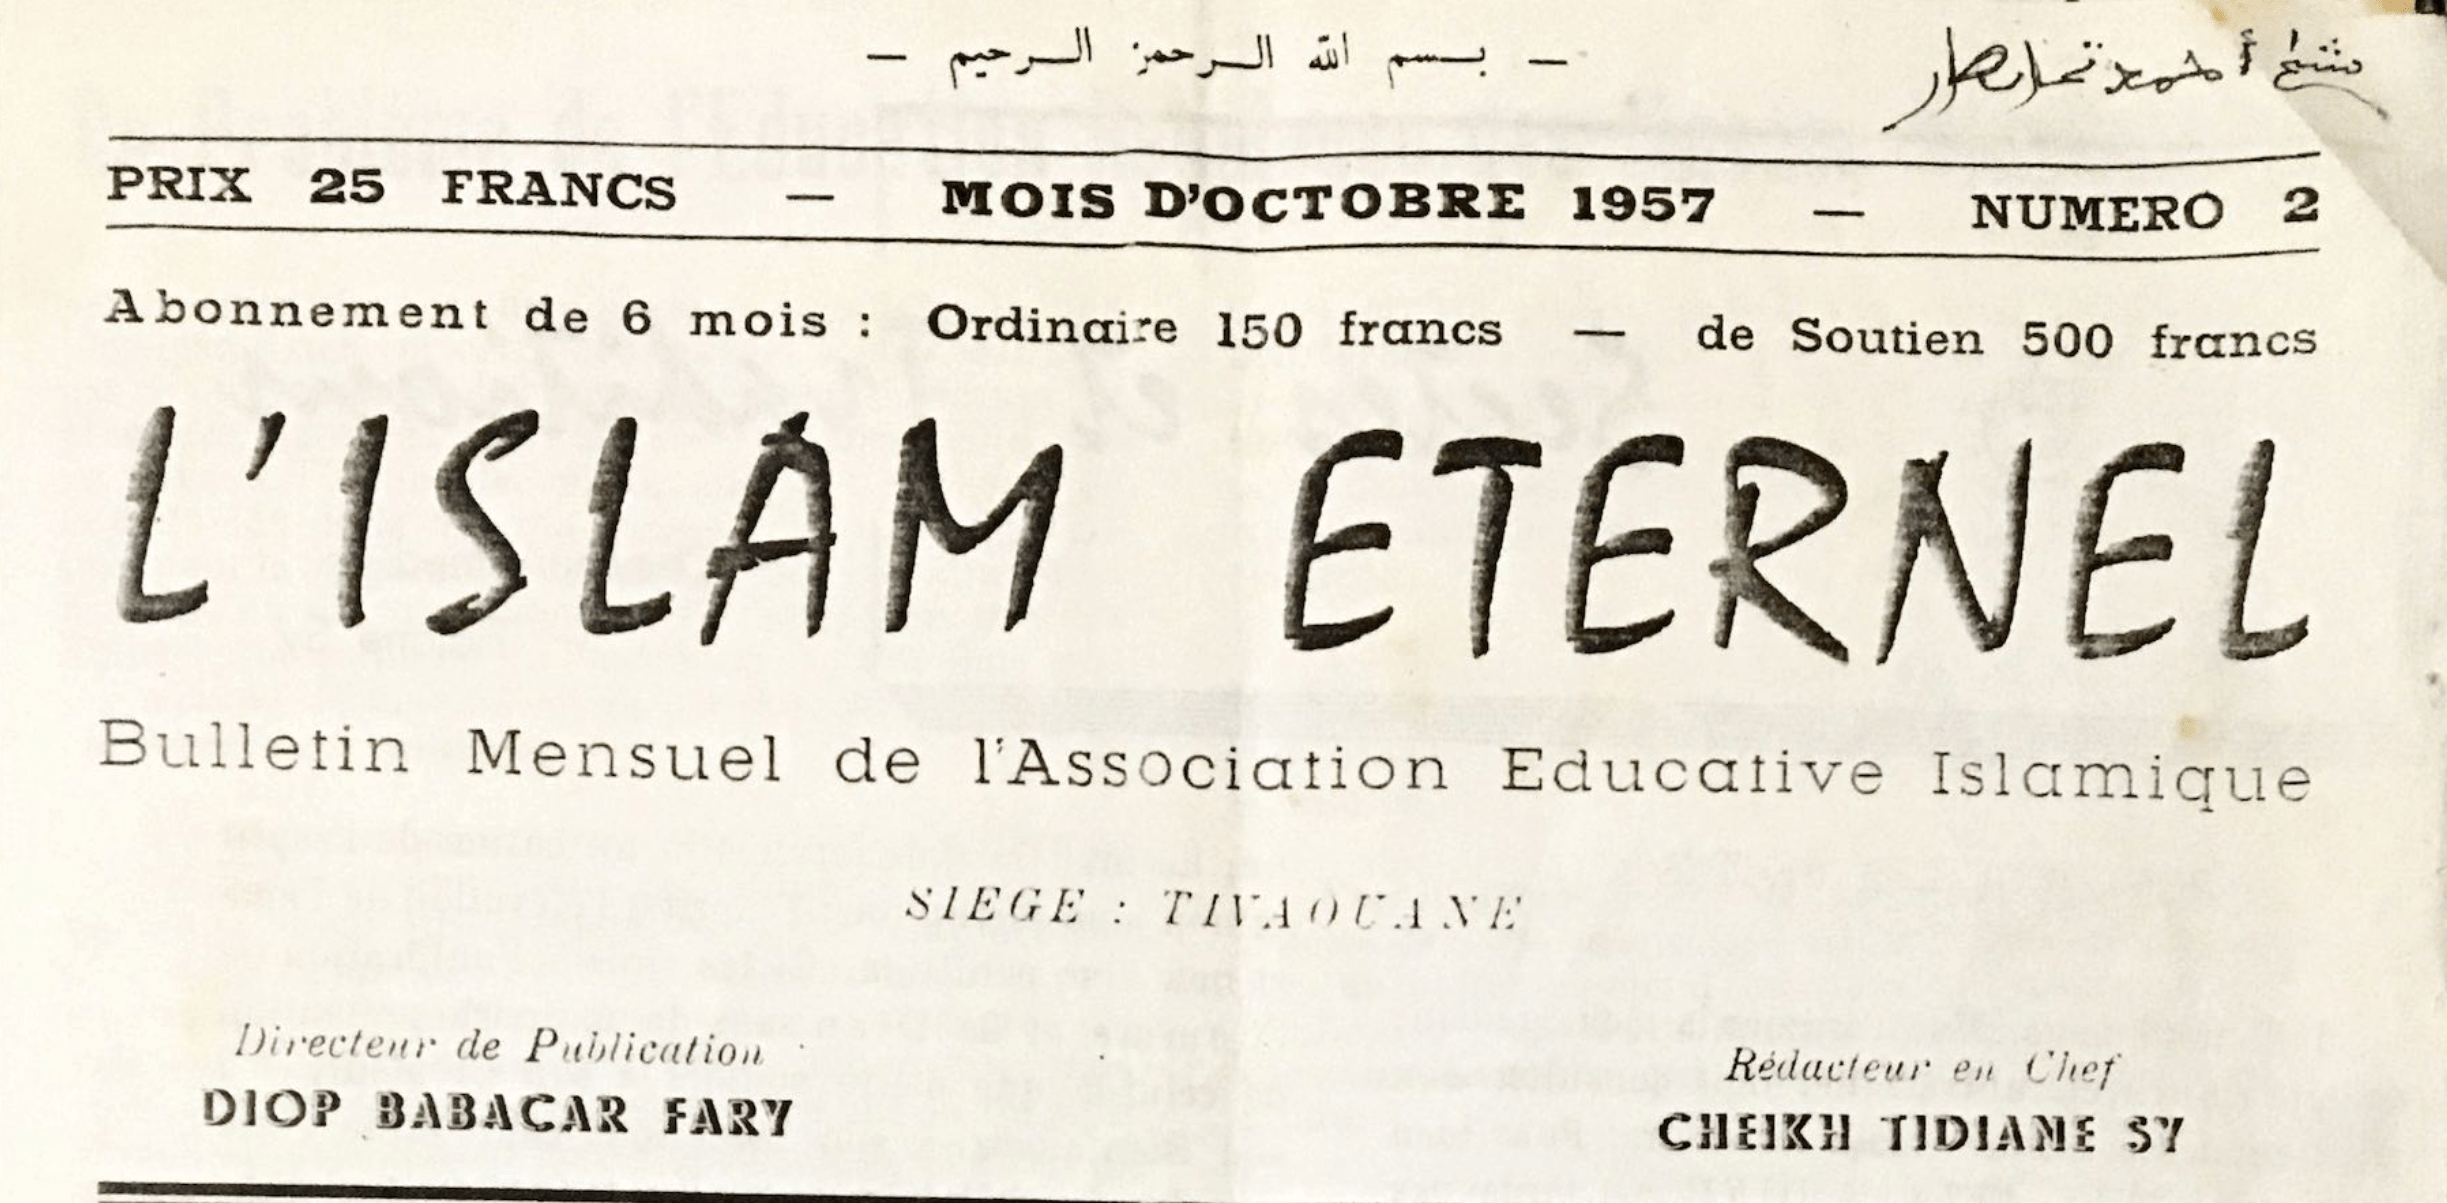 — بسم الله الرحمن الرحيم —
أحمد
PRIX 25 FRANCS — MOIS D'OCTOBRE 1957 — NUMERO 2
Abonnement de 6 mois : Ordinaire 150 francs — de Soutien 500 francs
L'ISLAM ETERNEL
Bulletin Mensuel de l'Association Educative Islamique
SIEGE : TIVAOUANE
Directeur de Publication
DIOP BABACAR FARY
Rédacteur en Chef
CHEIKH TIDIANE SY